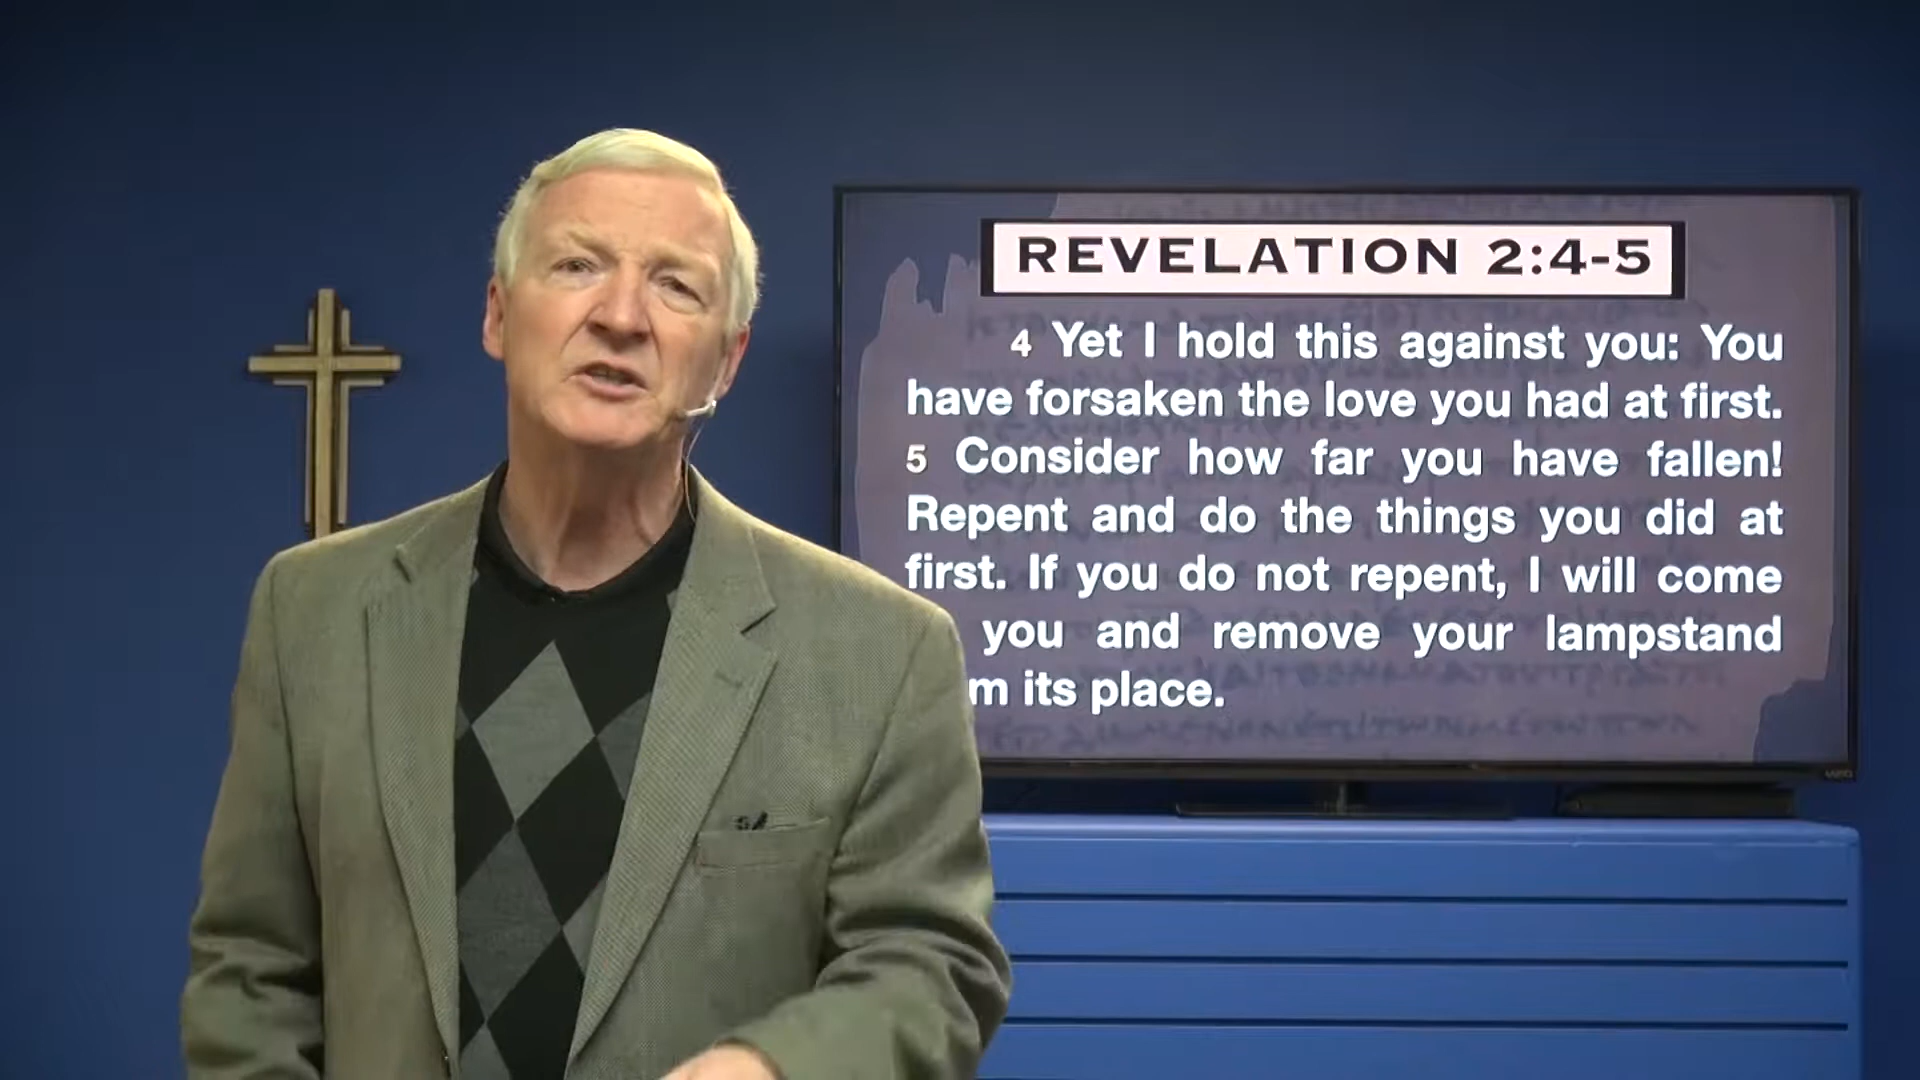 REVELATION 2:4-5
4 Yet I hold this against you: You
have forsaken the love you had at first.
5 Consider how far you have fallen!
Repent and do the things you did at
first. If you do not repent, I will come
you and remove your lampstand
m its place.